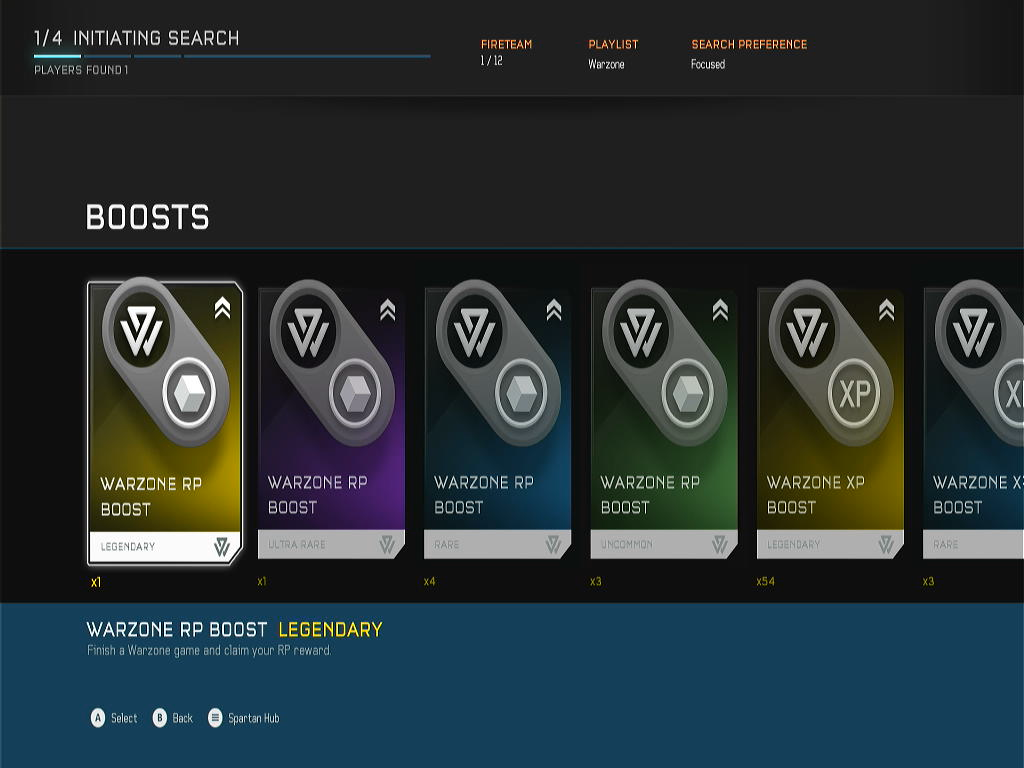 1/4 INITIATING SEARCH
PLAYERS FOUND 1
FIRETEAM
1 / 12
PLAYLIST
Warzone
SEARCH PREFERENCE
Focused
BOOSTS
WARZONE RP
BOOST
LEGENDARY
x1
WARZONE RP
BOOST
ULTRA RARE
x1
WARZONE RP
BOOST
RARE
x4
WARZONE RP
BOOST
UNCOMMON
x3
XP
WARZONE XP
BOOST
LEGENDARY
x54
WARZONE XP
BOOST
RARE
x3
WARZONE RP BOOST LEGENDARY
Finish a Warzone game and claim your RP reward.
A Select B Back Spartan Hub